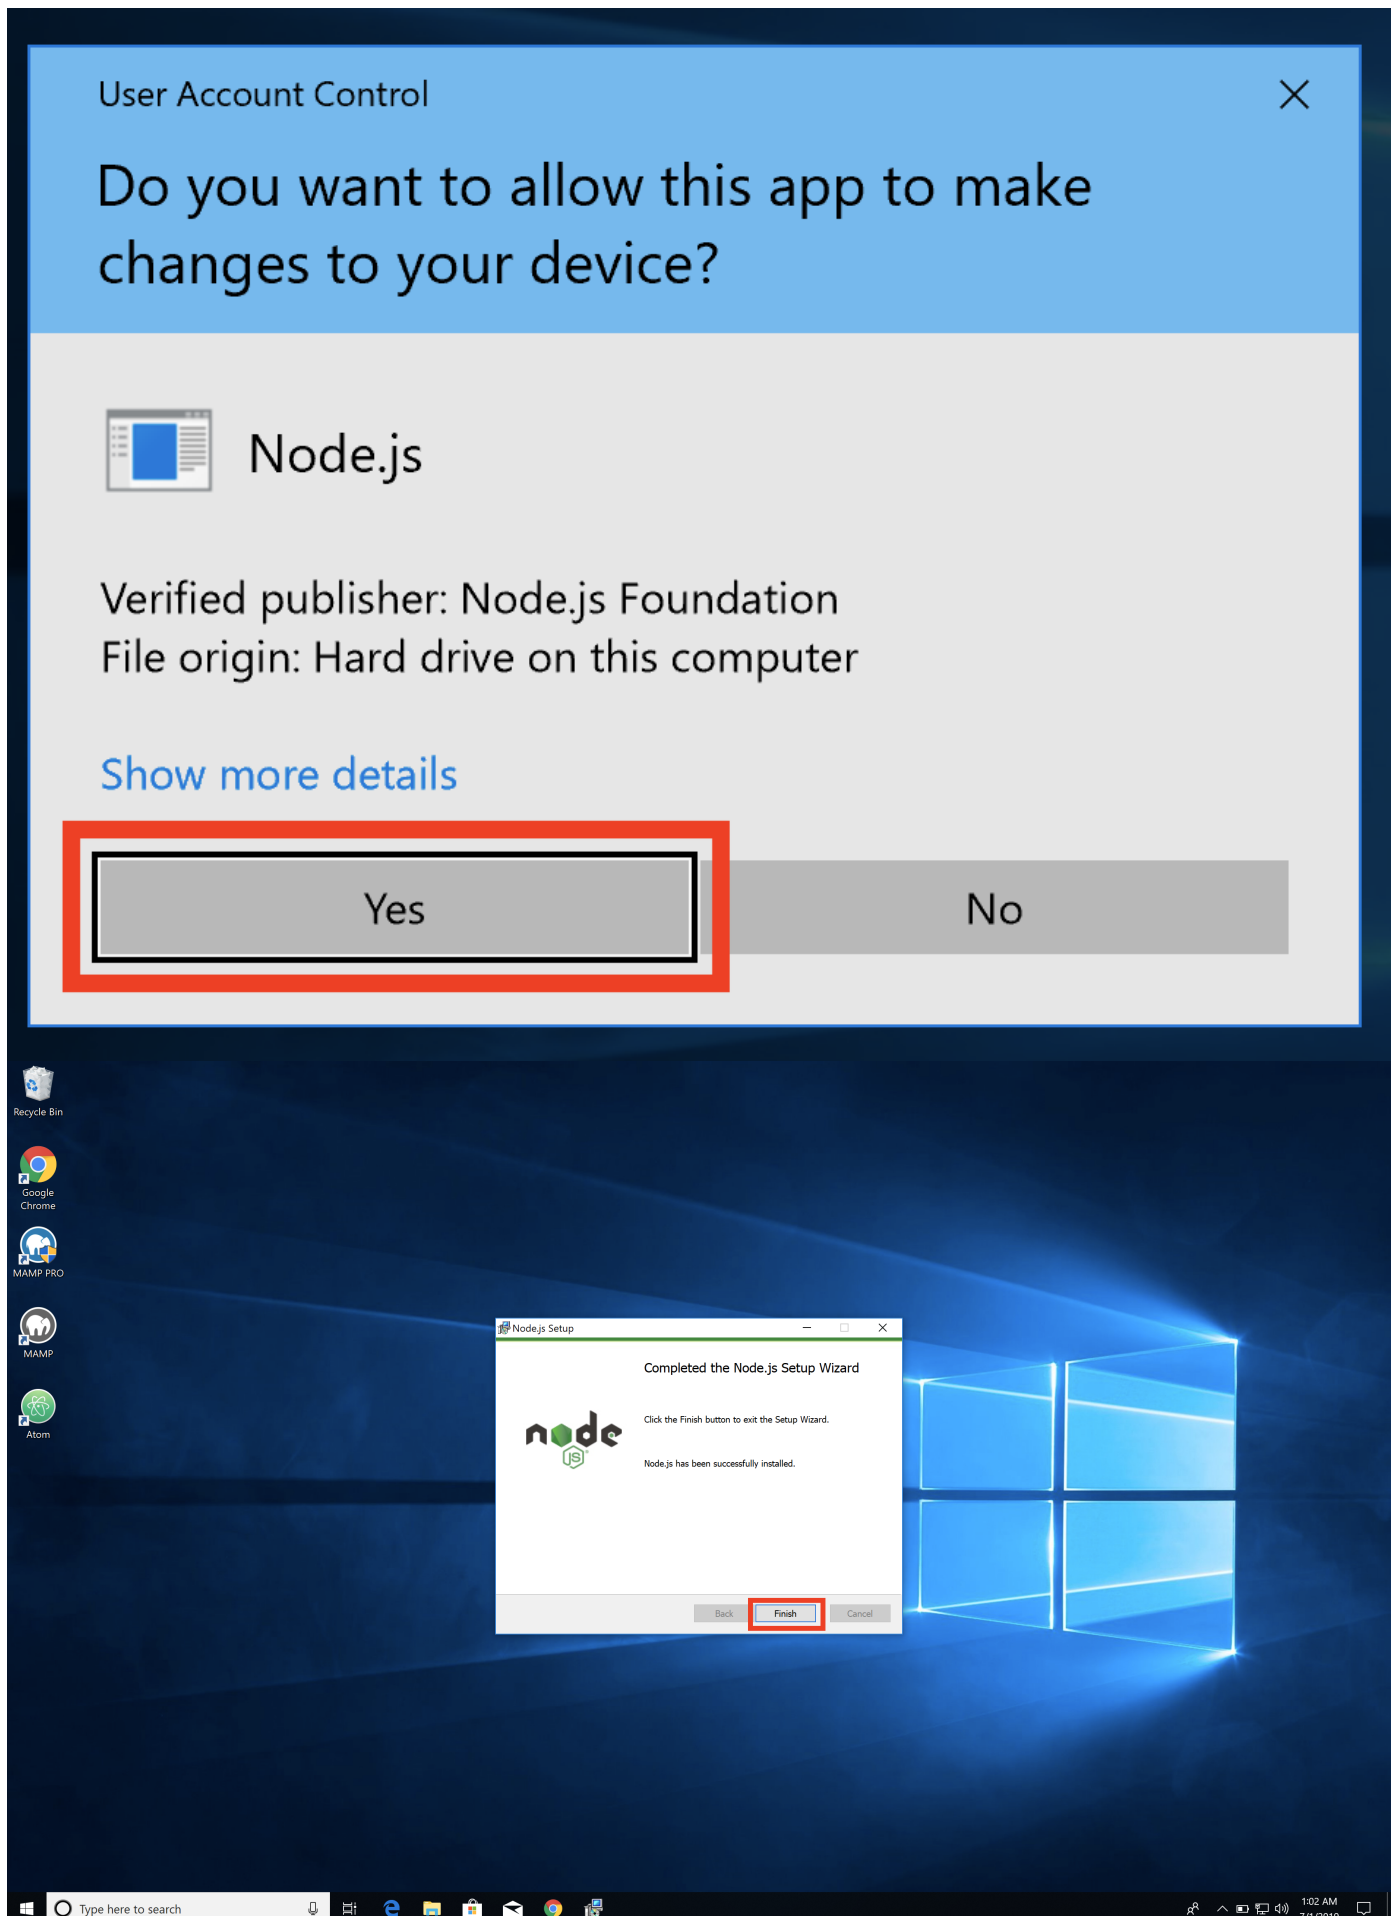 User Account Control
Do you want to allow this app to make
changes to your device?
Node.js
Verified publisher: Node.js Foundation
File origin: Hard drive on this computer
Show more details
Yes
No
Recycle Bin
Google
Chrome
MAMP PRO
MAMP
Atom
Node.js Setup
Completed the Node.js Setup Wizard
Click the Finish button to exit the Setup Wizard.
node
JS
Node.js has been successfully installed.
Back
Finish
Cancel
Type here to search
1:02 AM